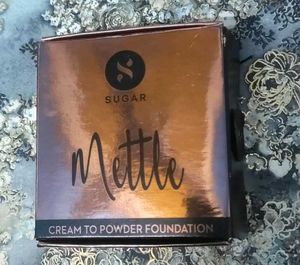 SUGAR
Mettle
CREAM TO POWDER FOUNDATION